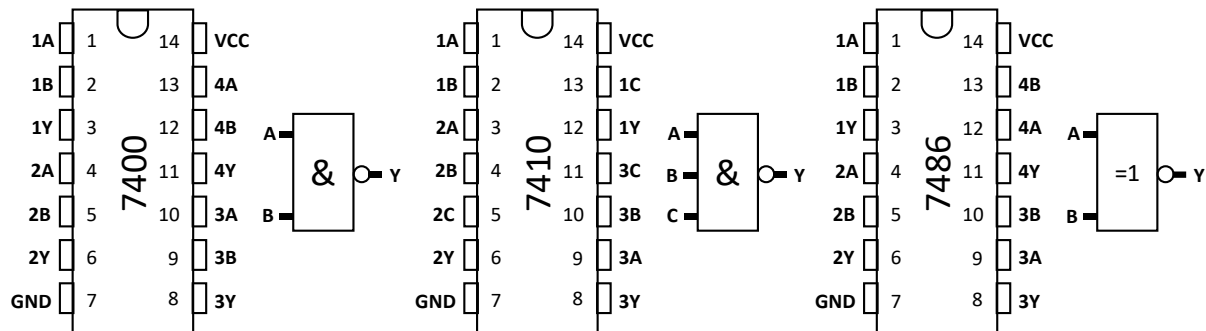 1A 1 14 VCC
1B 2 13 4A
1Y 3 12 4B
2A 4 11 4Y
2B 5 10 3A
2Y 6 9 3B
GND 7 8 3Y
7400
A
B
&
Y
1A 1 14 VCC
1B 2 13 1C
2A 3 12 1Y
2B 4 11 3C
2C 5 10 3B
2Y 6 9 3A
GND 7 8 3Y
7410
A
B
C
&
Y
1A 1 14 VCC
1B 2 13 4B
1Y 3 12 4A
2A 4 11 4Y
2B 5 10 3B
2Y 6 9 3A
GND 7 8 3Y
7486
A
B
=1
Y